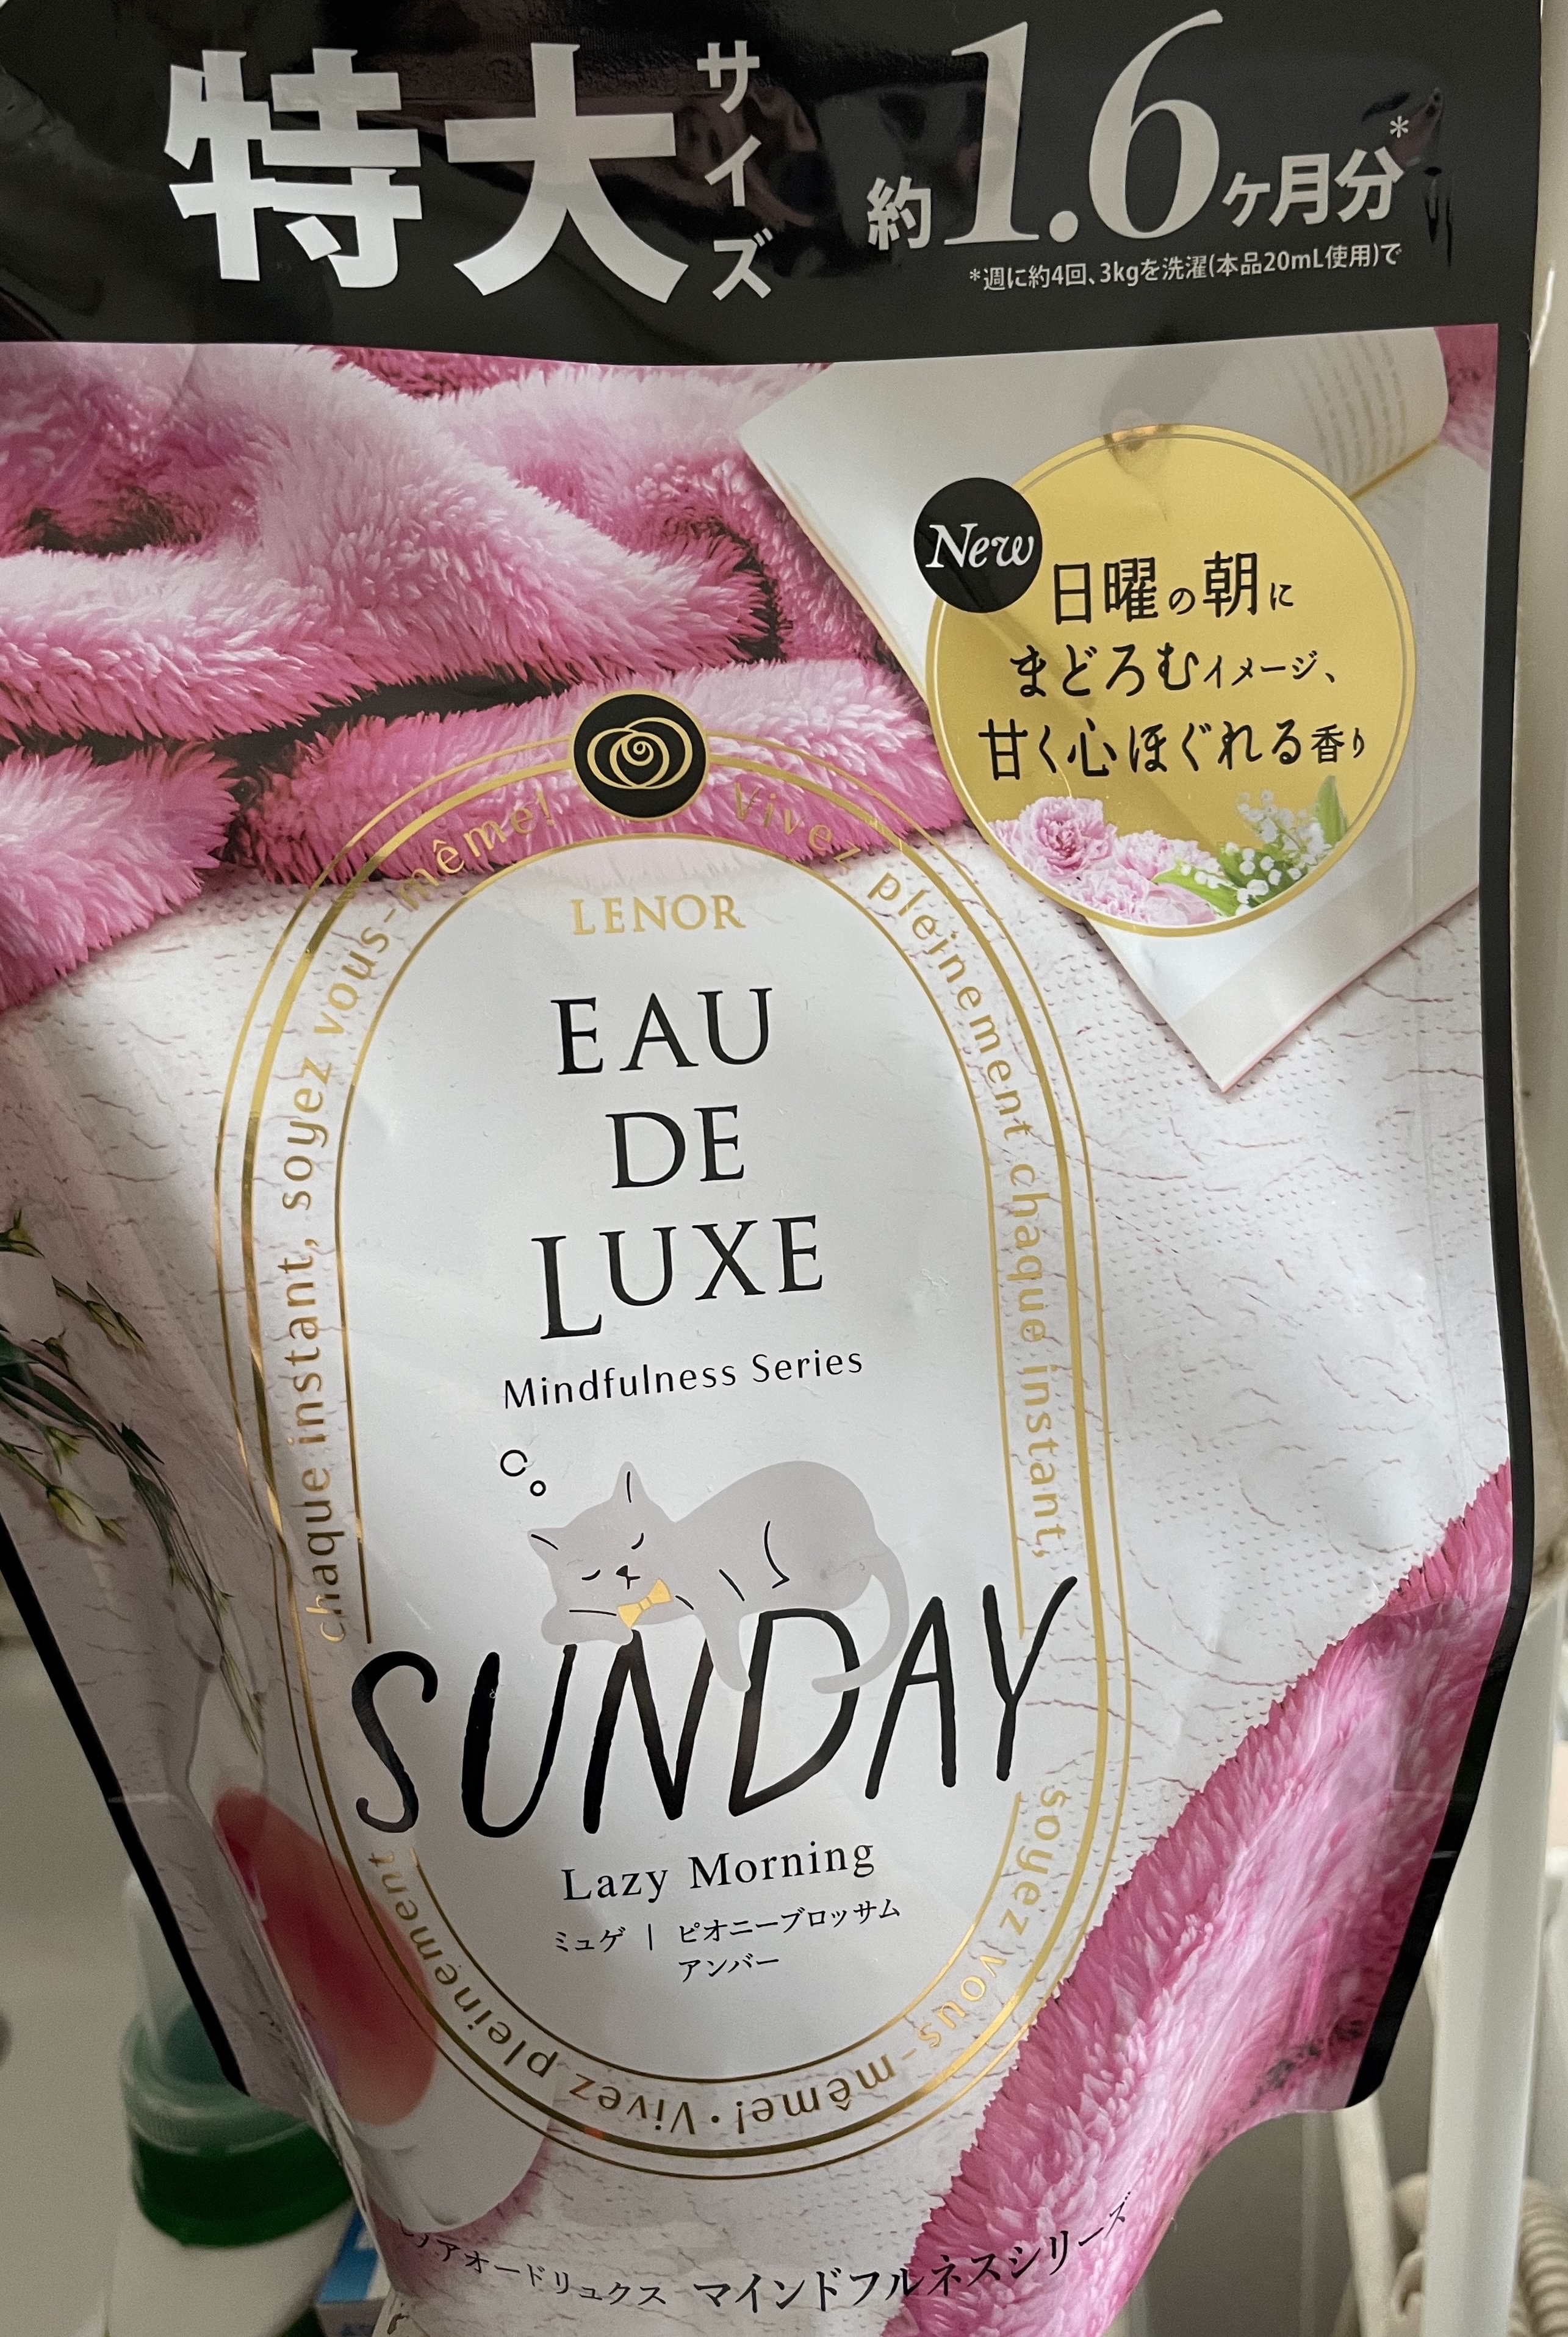 特大サイズ
約1.6ヶ月分*
*週に約4回、3kgを洗濯(本品20mL使用)で
New
日曜の朝に
まどろむイメージ、
甘く心ほぐれる香り
Vivez pleinement chaque instant, soyez vous-même! • Vivez pleinement chaque instant, soyez vous-même!
LENOR
EAU
DE
LUXE
Mindfulness Series
SUNDAY
Lazy Morning
ミュゲ | ピオニーブロッサム
アンバー
ノアオードリュクス マインドフルネスシリーズ